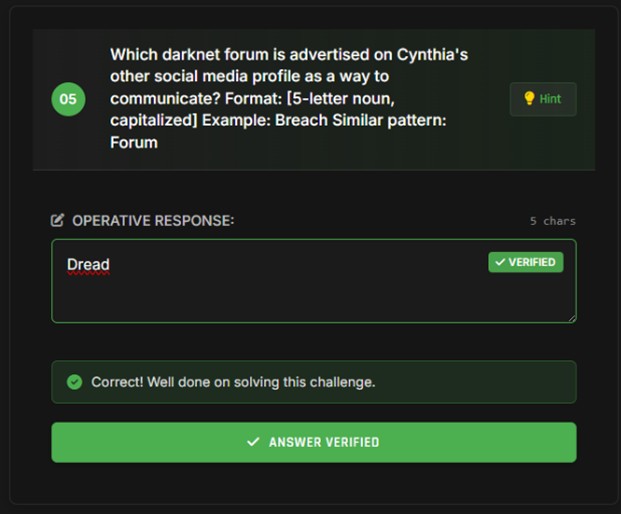 05
Which darknet forum is advertised on Cynthia's
other social media profile as a way to
communicate? Format: [5-letter noun,
capitalized] Example: Breach Similar pattern:
Forum
Hint
OPERATIVE RESPONSE:
5 chars
Dread
VERIFIED
Correct! Well done on solving this challenge.
ANSWER VERIFIED